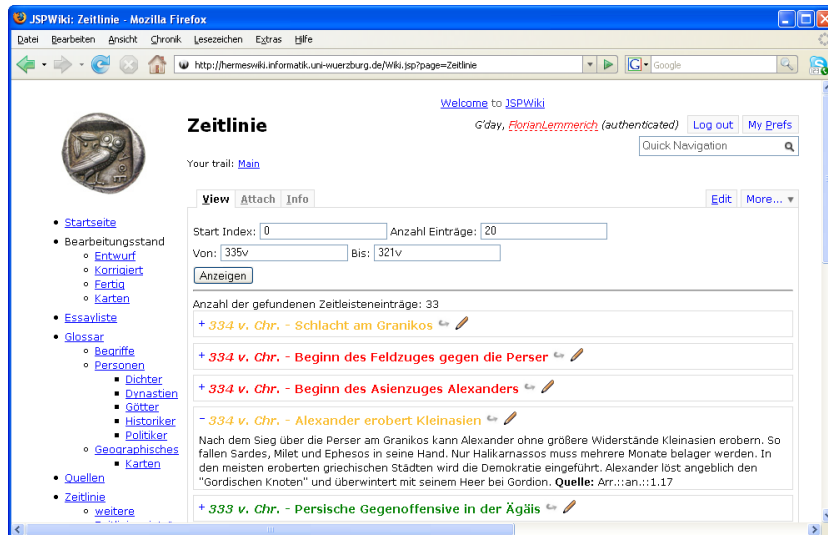 JSPWiki: Zeitlinie - Mozilla Firefox
Datei Bearbeiten Ansicht Chronik Lesezeichen Extras Hilfe
http://hermeswiki.informatik.uni-wuerzburg.de/Wiki.jsp?page=Zeitlinie
G Google
Welcome to JSPWiki
Zeitlinie
G'day, FlorianLemmerich (authenticated) Log out My Prefs
Quick Navigation
Your trail: Main
View Attach Info Edit More...
Startseite
Bearbeitungsstand
Entwurf
Korrigiert
Fertig
Karten
Essayliste
Glossar
Begriffe
Personen
Dichter
Dynastien
Götter
Historiker
Politiker
Geographisches
Karten
Quellen
Zeitlinie
weitere
Start Index: 0 Anzahl Einträge: 20
Von: 335v Bis: 321v
Anzeigen
Anzahl der gefundenen Zeitleisteneinträge: 33
+ 334 v. Chr. - Schlacht am Granikos
+ 334 v. Chr. - Beginn des Feldzuges gegen die Perser
+ 334 v. Chr. - Beginn des Asienzuges Alexanders
- 334 v. Chr. - Alexander erobert Kleinasien
Nach dem Sieg über die Perser am Granikos kann Alexander ohne größere Widerstände Kleinasien erobern. So
fallen Sardes, Milet und Ephesos in seine Hand. Nur Halikarnassos muss mehrere Monate belager werden. In
den meisten eroberten griechischen Städten wird die Demokratie eingeführt. Alexander löst angeblich den
"Gordischen Knoten" und überwintert mit seinem Heer bei Gordion. Quelle: Arr.::an.::1.17
+ 333 v. Chr. - Persische Gegenoffensive in der Ägäis